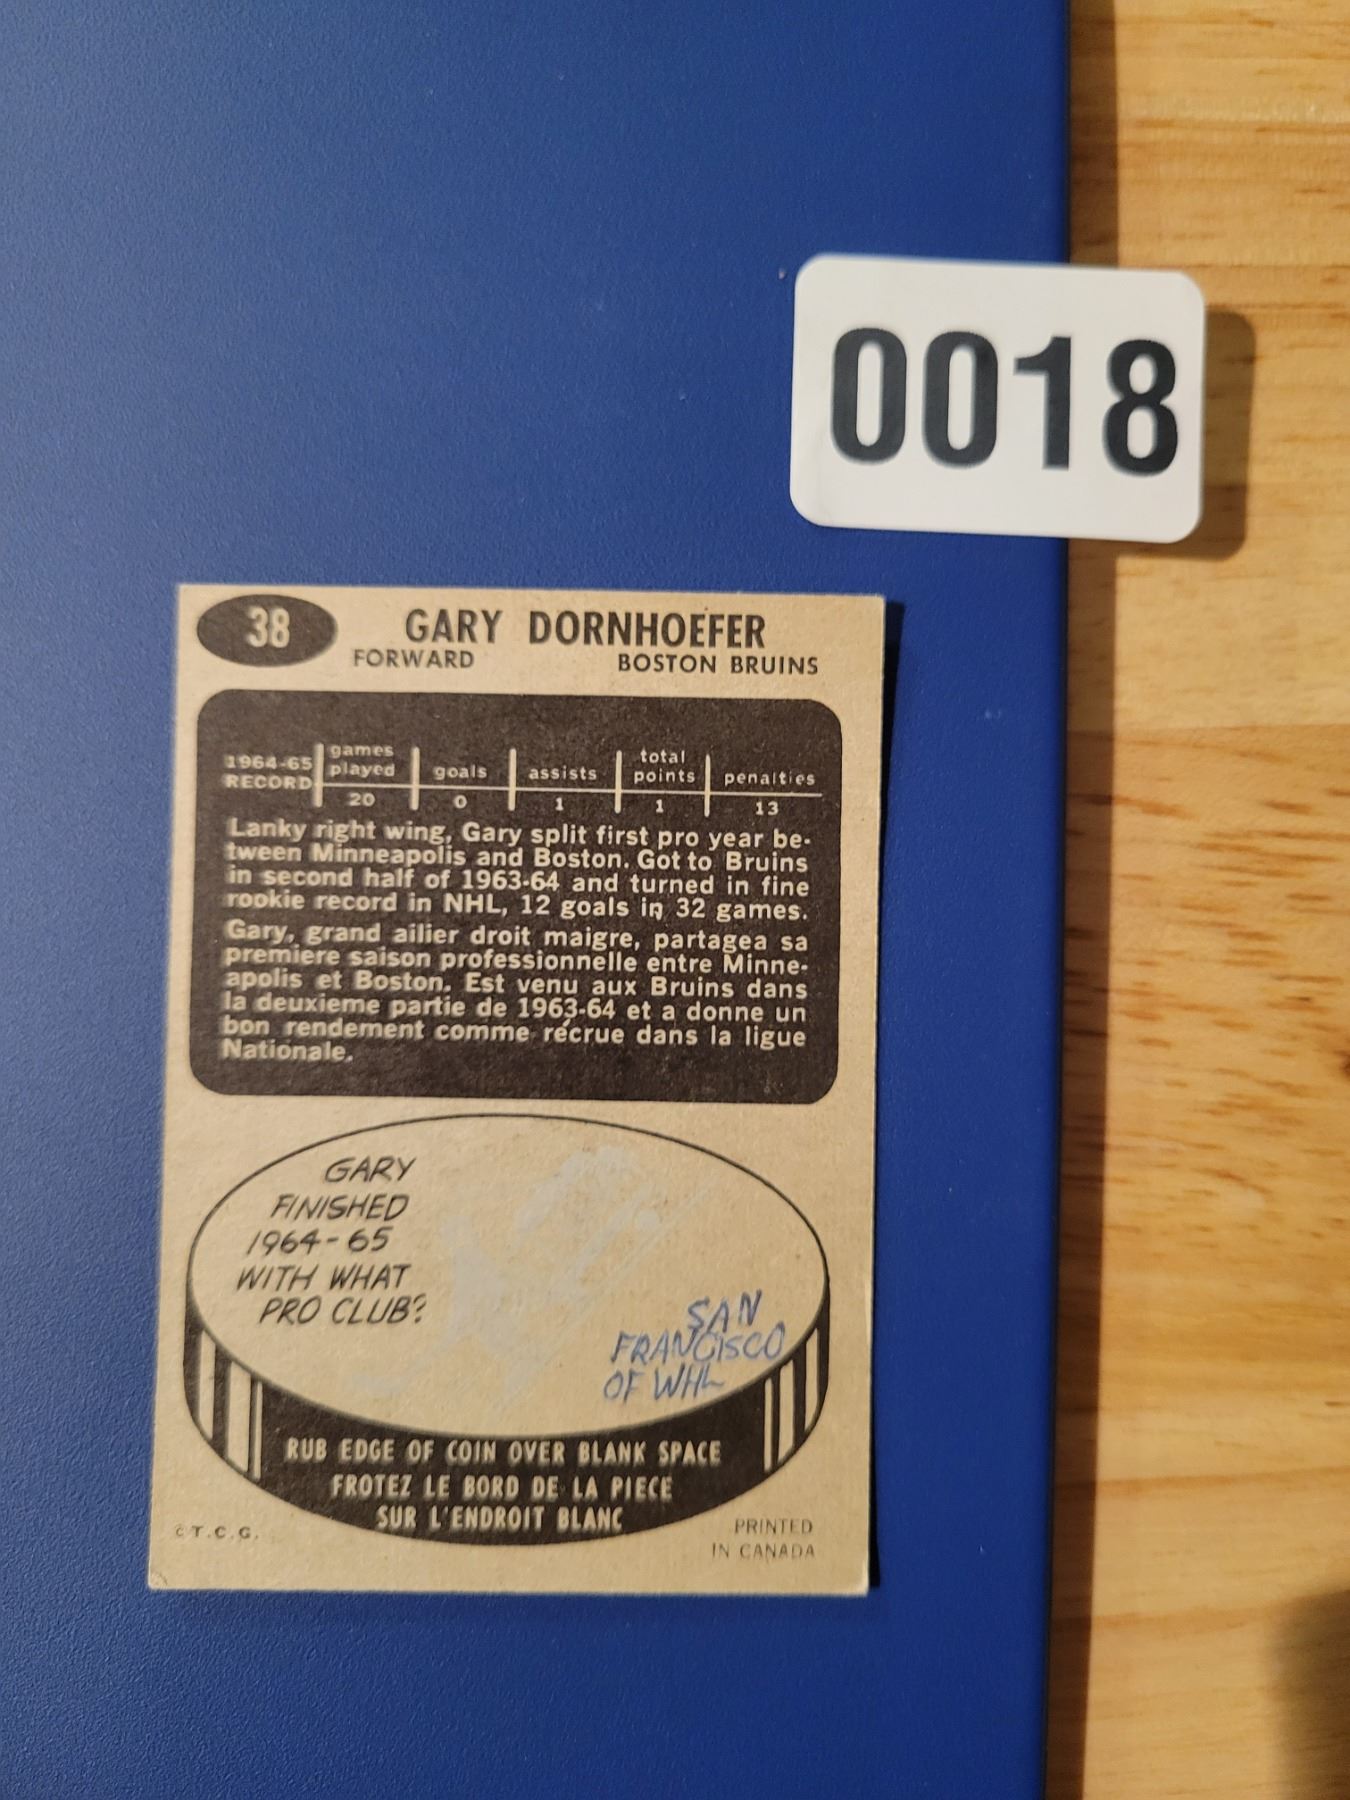 0018
38
GARY DORNHOEFER
FORWARD BOSTON BRUINS
1964-65 RECORD games played goals assists total points penalties
20 0 1 1 13
Lanky right wing, Gary split first pro year be-
tween Minneapolis and Boston. Got to Bruins
in second half of 1963-64 and turned in fine
rookie record in NHL, 12 goals in 32 games.
Gary, grand ailier droit maigre, partagea sa
premiere saison professionnelle entre Minne-
apolis et Boston. Est venu aux Bruins dans
la deuxieme partie de 1963-64 et a donne un
bon rendement comme récrue dans la ligue
Nationale.
GARY
FINISHED
1964-65
WITH WHAT
PRO CLUB?
SAN
FRANCISCO
OF WHL
RUB EDGE OF COIN OVER BLANK SPACE
FROTEZ LE BORD DE LA PIECE
SUR L'ENDROIT BLANC
© T.C.G.
PRINTED
IN CANADA